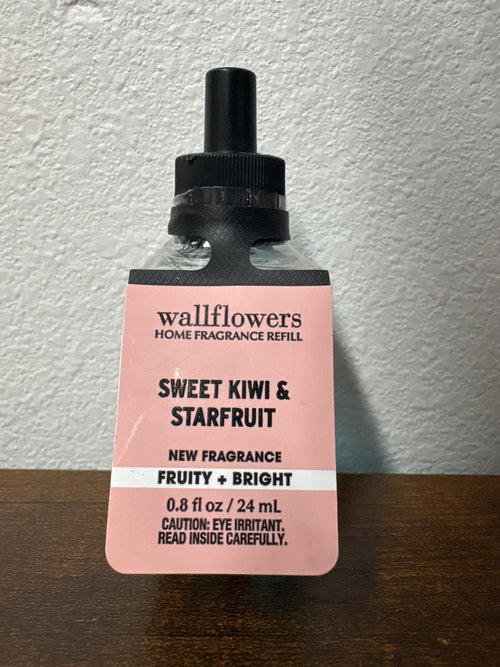 wallflowers
HOME FRAGRANCE REFILL
SWEET KIWI &
STARFRUIT
NEW FRAGRANCE
FRUITY + BRIGHT
0.8 fl oz / 24 mL
CAUTION: EYE IRRITANT.
READ INSIDE CAREFULLY.